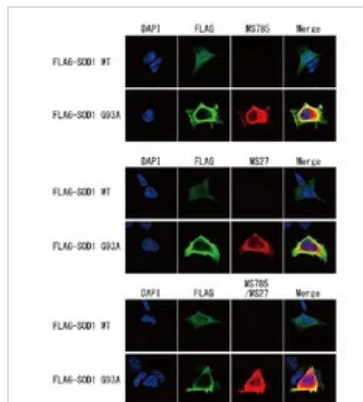 DAPI FLAG MS785 Merge
FLAG-SOD1 WT
FLAG-SOD1 G93A
DAPI FLAG MS27 Merge
FLAG-SOD1 WT
FLAG-SOD1 G93A
MS785
DAPI FLAG /MS27 Merge
FLAG-SOD1 WT
FLAG-SOD1 G93A